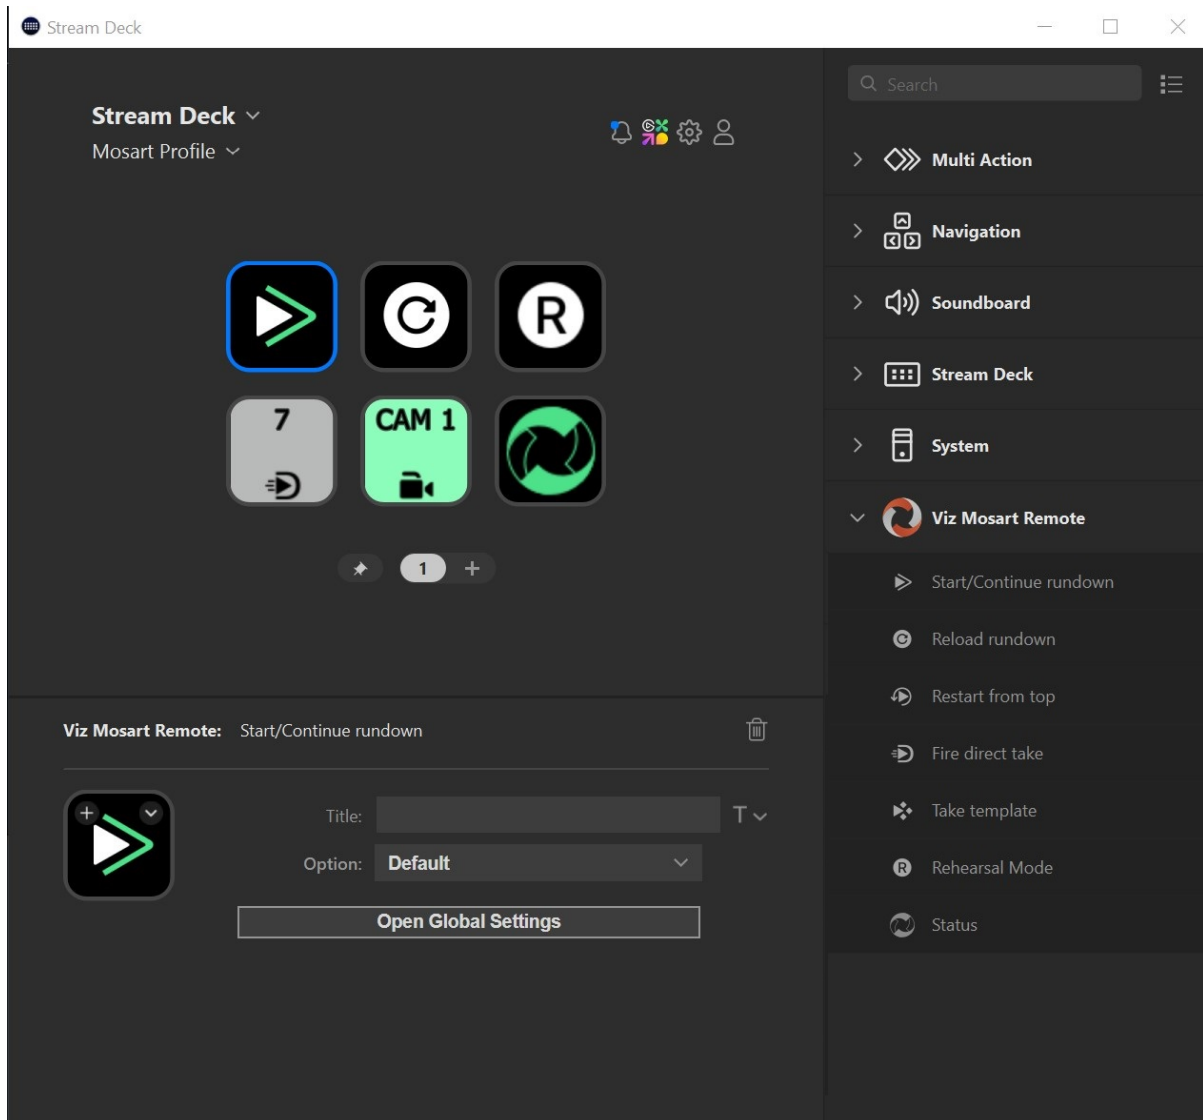 Stream Deck
Stream Deck
Mosart Profile
R
7
CAM 1
1
Viz Mosart Remote: Start/Continue rundown
Title:
T
Option: Default
Open Global Settings
Search
Multi Action
Navigation
Soundboard
Stream Deck
System
Viz Mosart Remote
Start/Continue rundown
Reload rundown
Restart from top
Fire direct take
Take template
R Rehearsal Mode
Status